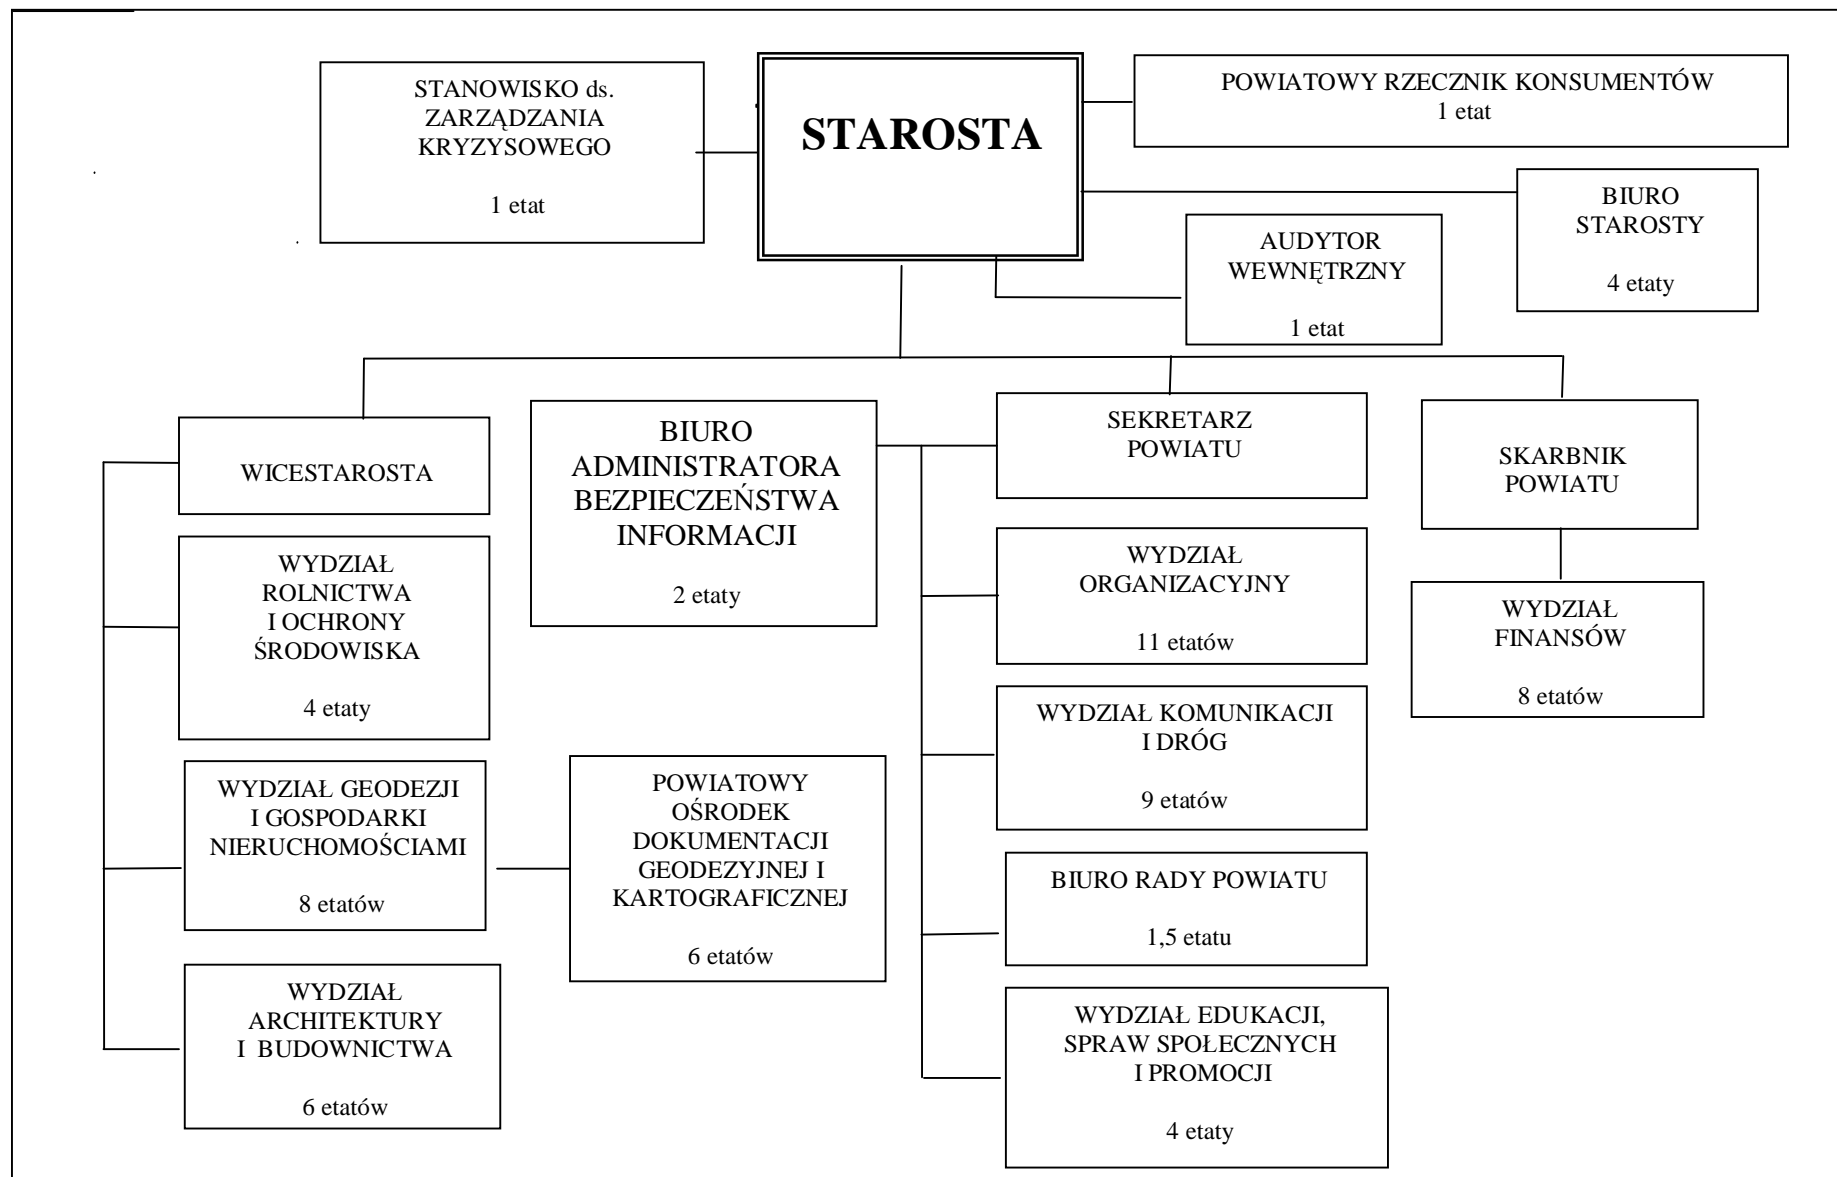 STANOWISKO ds.
ZARZĄDZANIA
KRYZYSOWEGO
1 etat
STAROSTA
POWIATOWY RZECZNIK KONSUMENTÓW
1 etat
BIURO
STAROSTY
4 etaty
AUDYTOR
WEWNĘTRZNY
1 etat
WICESTAROSTA
BIURO
ADMINISTRATORA
BEZPIECZEŃSTWA
INFORMACJI
2 etaty
SEKRETARZ
POWIATU
SKARBNIK
POWIATU
WYDZIAŁ
ROLNICTWA
I OCHRONY
ŚRODOWISKA
4 etaty
WYDZIAŁ
ORGANIZACYJNY
11 etatów
WYDZIAŁ
FINANSÓW
8 etatów
WYDZIAŁ KOMUNIKACJI
I DRÓG
9 etatów
WYDZIAŁ GEODEZJI
I GOSPODARKI
NIERUCHOMOŚCIAMI
8 etatów
POWIATOWY
OŚRODEK
DOKUMENTACJI
GEODEZYJNEJ I
KARTOGRAFICZNEJ
6 etatów
BIURO RADY POWIATU
1,5 etatu
WYDZIAŁ
ARCHITEKTURY
I BUDOWNICTWA
6 etatów
WYDZIAŁ EDUKACJI,
SPRAW SPOŁECZNYCH
I PROMOCJI
4 etaty